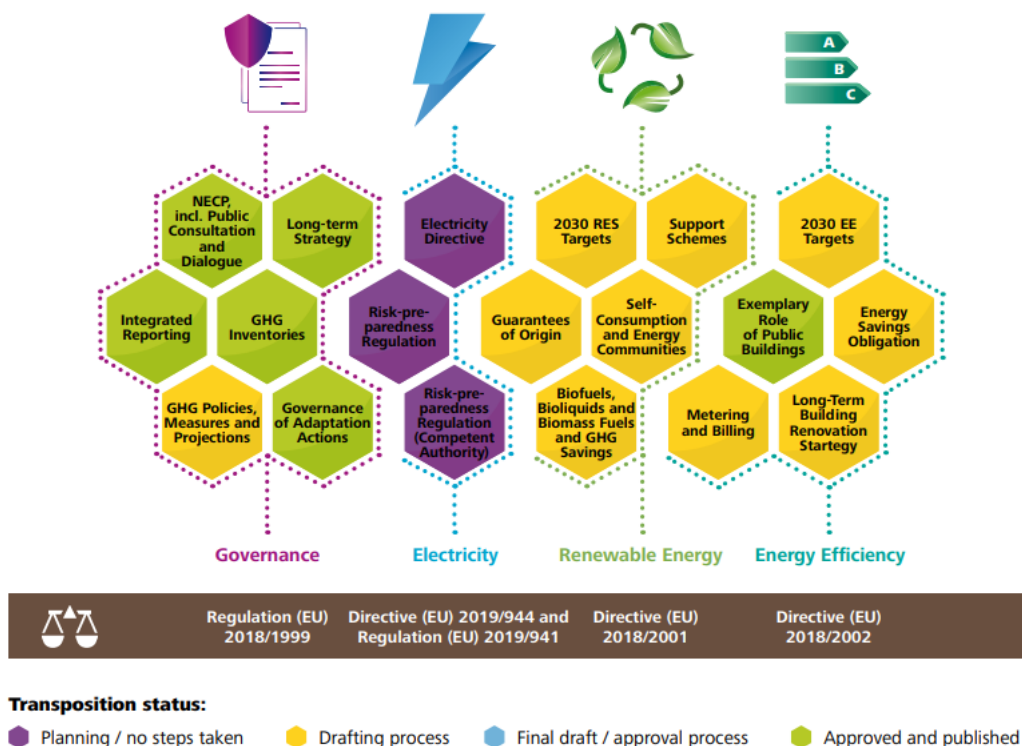 A
B
C
NECP,
incl. Public
Consultation
and
Dialogue
Long-term
Strategy
Electricity
Directive
2030 RES
Targets
Support
Schemes
2030 EE
Targets
Integrated
Reporting
GHG
Inventories
Risk-pre-
paredness
Regulation
Guarantees
of Origin
Self-
Consumption
and Energy
Communities
Exemplary
Role
of Public
Buildings
Energy
Savings
Obligation
GHG Policies,
Measures and
Projections
Governance
of Adaptation
Actions
Risk-pre-
paredness
Regulation
(Competent
Authority)
Biofuels,
Bioliquids and
Biomass Fuels
and GHG
Savings
Metering
and Billing
Long-Term
Building
Renovation
Startegy
Governance
Electricity
Renewable Energy
Energy Efficiency
Regulation (EU)
2018/1999
Directive (EU) 2019/944 and
Regulation (EU) 2019/941
Directive (EU)
2018/2001
Directive (EU)
2018/2002
Transposition status:
Planning / no steps taken
Drafting process
Final draft / approval process
Approved and published